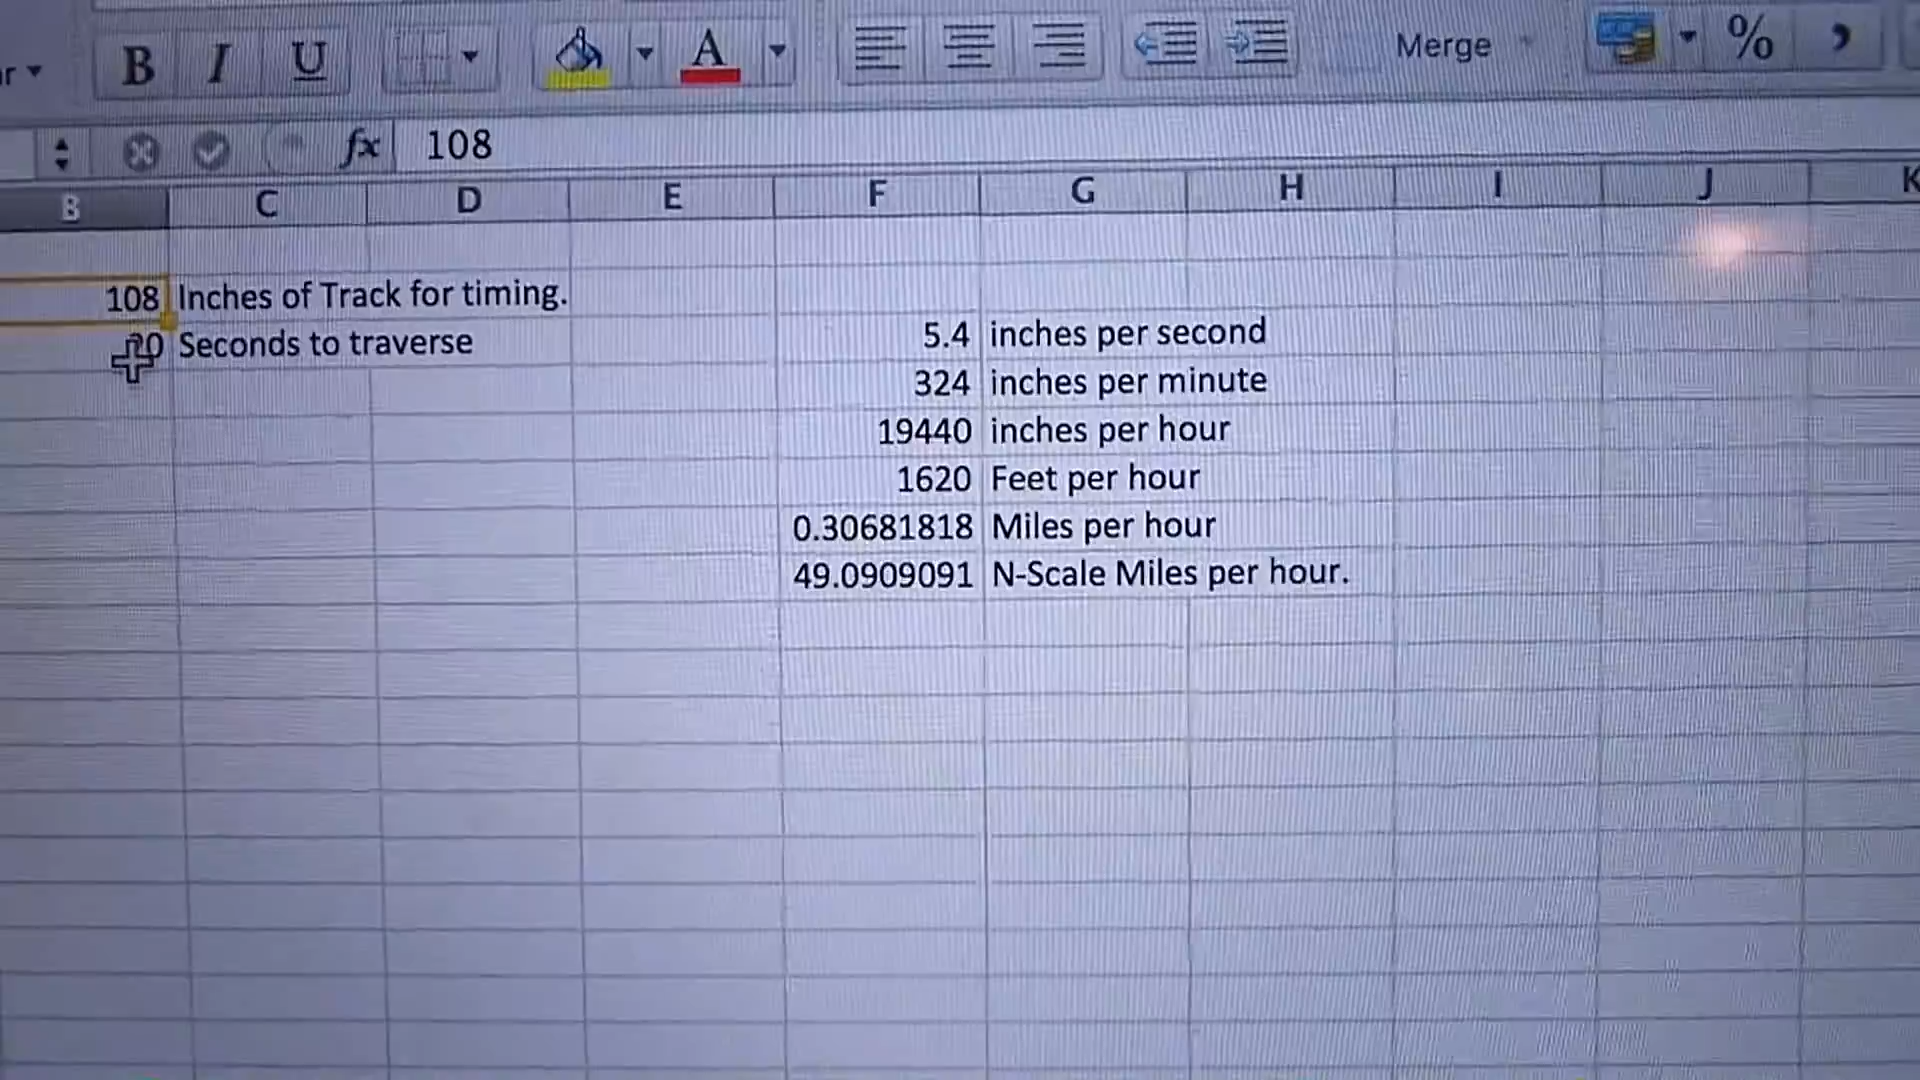 B I U A Merge % ,
fx 108
B C D E F G H I J K
108 Inches of Track for timing.
20 Seconds to traverse
5.4 inches per second
324 inches per minute
19440 inches per hour
1620 Feet per hour
0.30681818 Miles per hour
49.0909091 N-Scale Miles per hour.